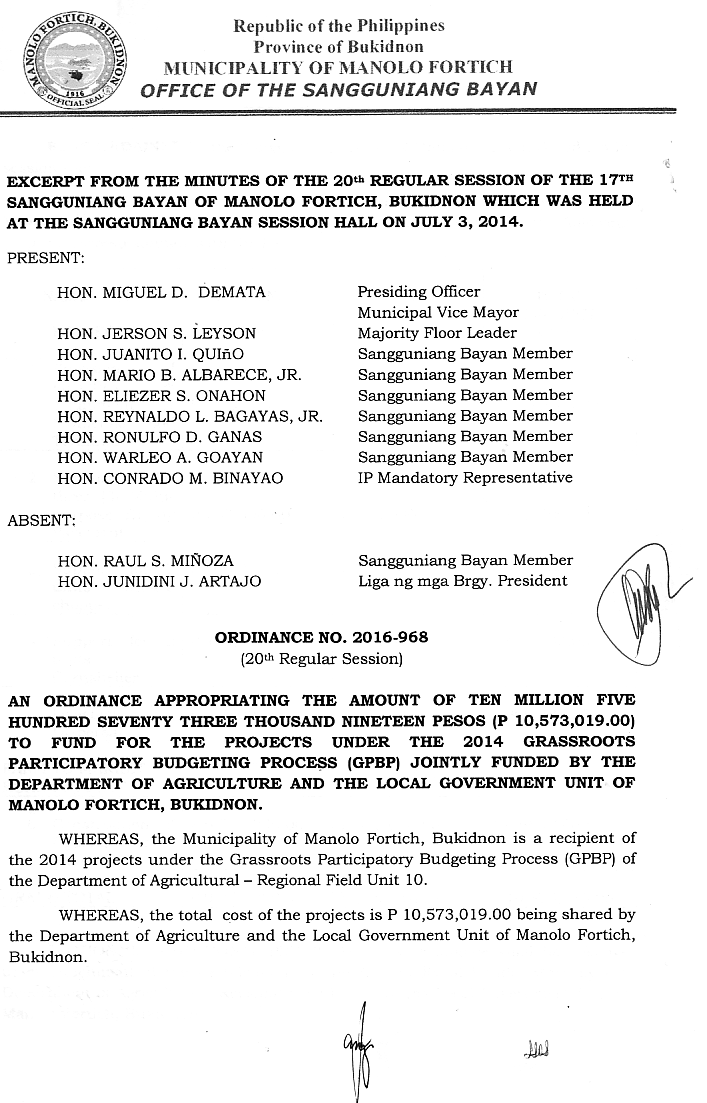 MANOLO FORTICH, BUKIDNON
1916
OFFICIAL SEAL
Republic of the Philippines
Province of Bukidnon
MUNICIPALITY OF MANOLO FORTICH
OFFICE OF THE SANGGUNIANG BAYAN
EXCERPT FROM THE MINUTES OF THE 20th REGULAR SESSION OF THE 17TH
SANGGUNIANG BAYAN OF MANOLO FORTICH, BUKIDNON WHICH WAS HELD
AT THE SANGGUNIANG BAYAN SESSION HALL ON JULY 3, 2014.
PRESENT:
HON. MIGUEL D. DEMATA Presiding Officer
Municipal Vice Mayor
HON. JERSON S. LEYSON Majority Floor Leader
HON. JUANITO I. QUIñO Sangguniang Bayan Member
HON. MARIO B. ALBARECE, JR. Sangguniang Bayan Member
HON. ELIEZER S. ONAHON Sangguniang Bayan Member
HON. REYNALDO L. BAGAYAS, JR. Sangguniang Bayan Member
HON. RONULFO D. GANAS Sangguniang Bayan Member
HON. WARLEO A. GOAYAN Sangguniang Bayan Member
HON. CONRADO M. BINAYAO IP Mandatory Representative
ABSENT:
HON. RAUL S. MIÑOZA Sangguniang Bayan Member
HON. JUNIDINI J. ARTAJO Liga ng mga Brgy. President
ORDINANCE NO. 2016-968
(20th Regular Session)
AN ORDINANCE APPROPRIATING THE AMOUNT OF TEN MILLION FIVE
HUNDRED SEVENTY THREE THOUSAND NINETEEN PESOS (P 10,573,019.00)
TO FUND FOR THE PROJECTS UNDER THE 2014 GRASSROOTS
PARTICIPATORY BUDGETING PROCESS (GPBP) JOINTLY FUNDED BY THE
DEPARTMENT OF AGRICULTURE AND THE LOCAL GOVERNMENT UNIT OF
MANOLO FORTICH, BUKIDNON.
WHEREAS, the Municipality of Manolo Fortich, Bukidnon is a recipient of
the 2014 projects under the Grassroots Participatory Budgeting Process (GPBP) of
the Department of Agricultural – Regional Field Unit 10.
WHEREAS, the total cost of the projects is P 10,573,019.00 being shared by
the Department of Agriculture and the Local Government Unit of Manolo Fortich,
Bukidnon.